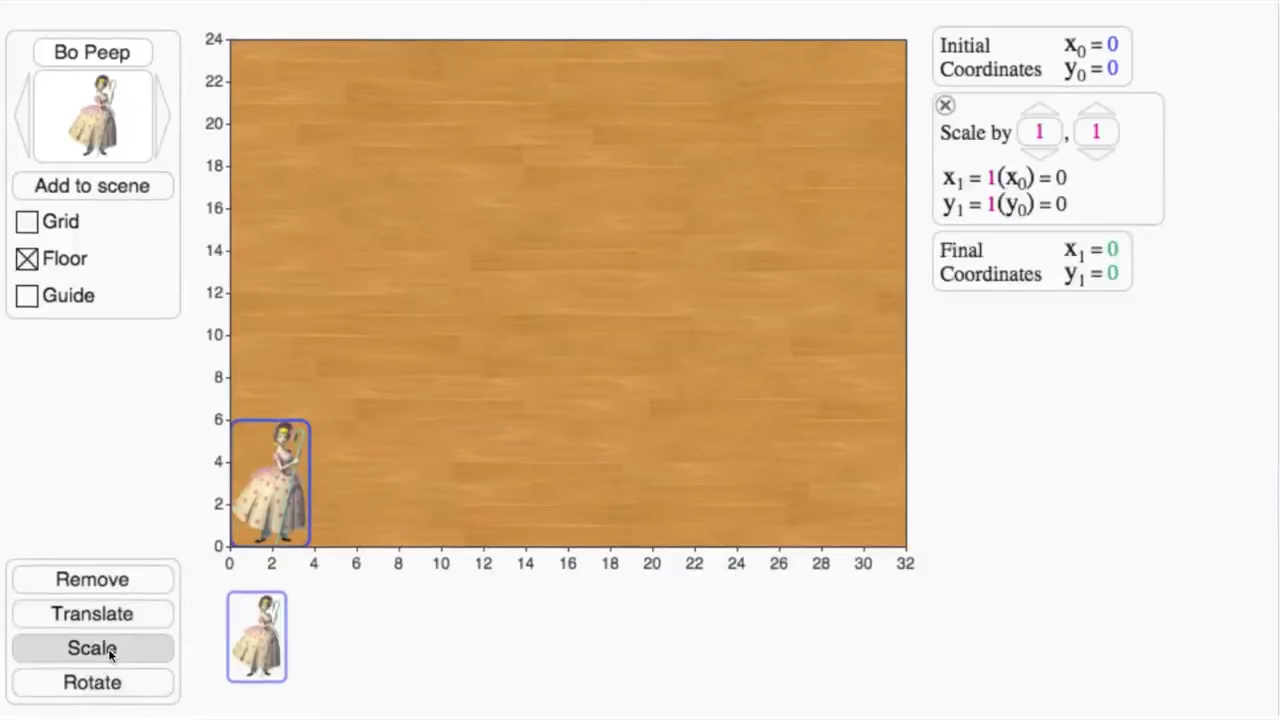 Bo Peep
Add to scene
Grid
Floor
Guide
Remove
Translate
Scale
Rotate
24
22
20
18
16
14
12
10
8
6
4
2
0
0 2 4 6 8 10 12 14 16 18 20 22 24 26 28 30 32
Initial x₀ = 0
Coordinates y₀ = 0
Scale by 1 , 1
x₁ = 1(x₀) = 0
y₁ = 1(y₀) = 0
Final x₁ = 0
Coordinates y₁ = 0